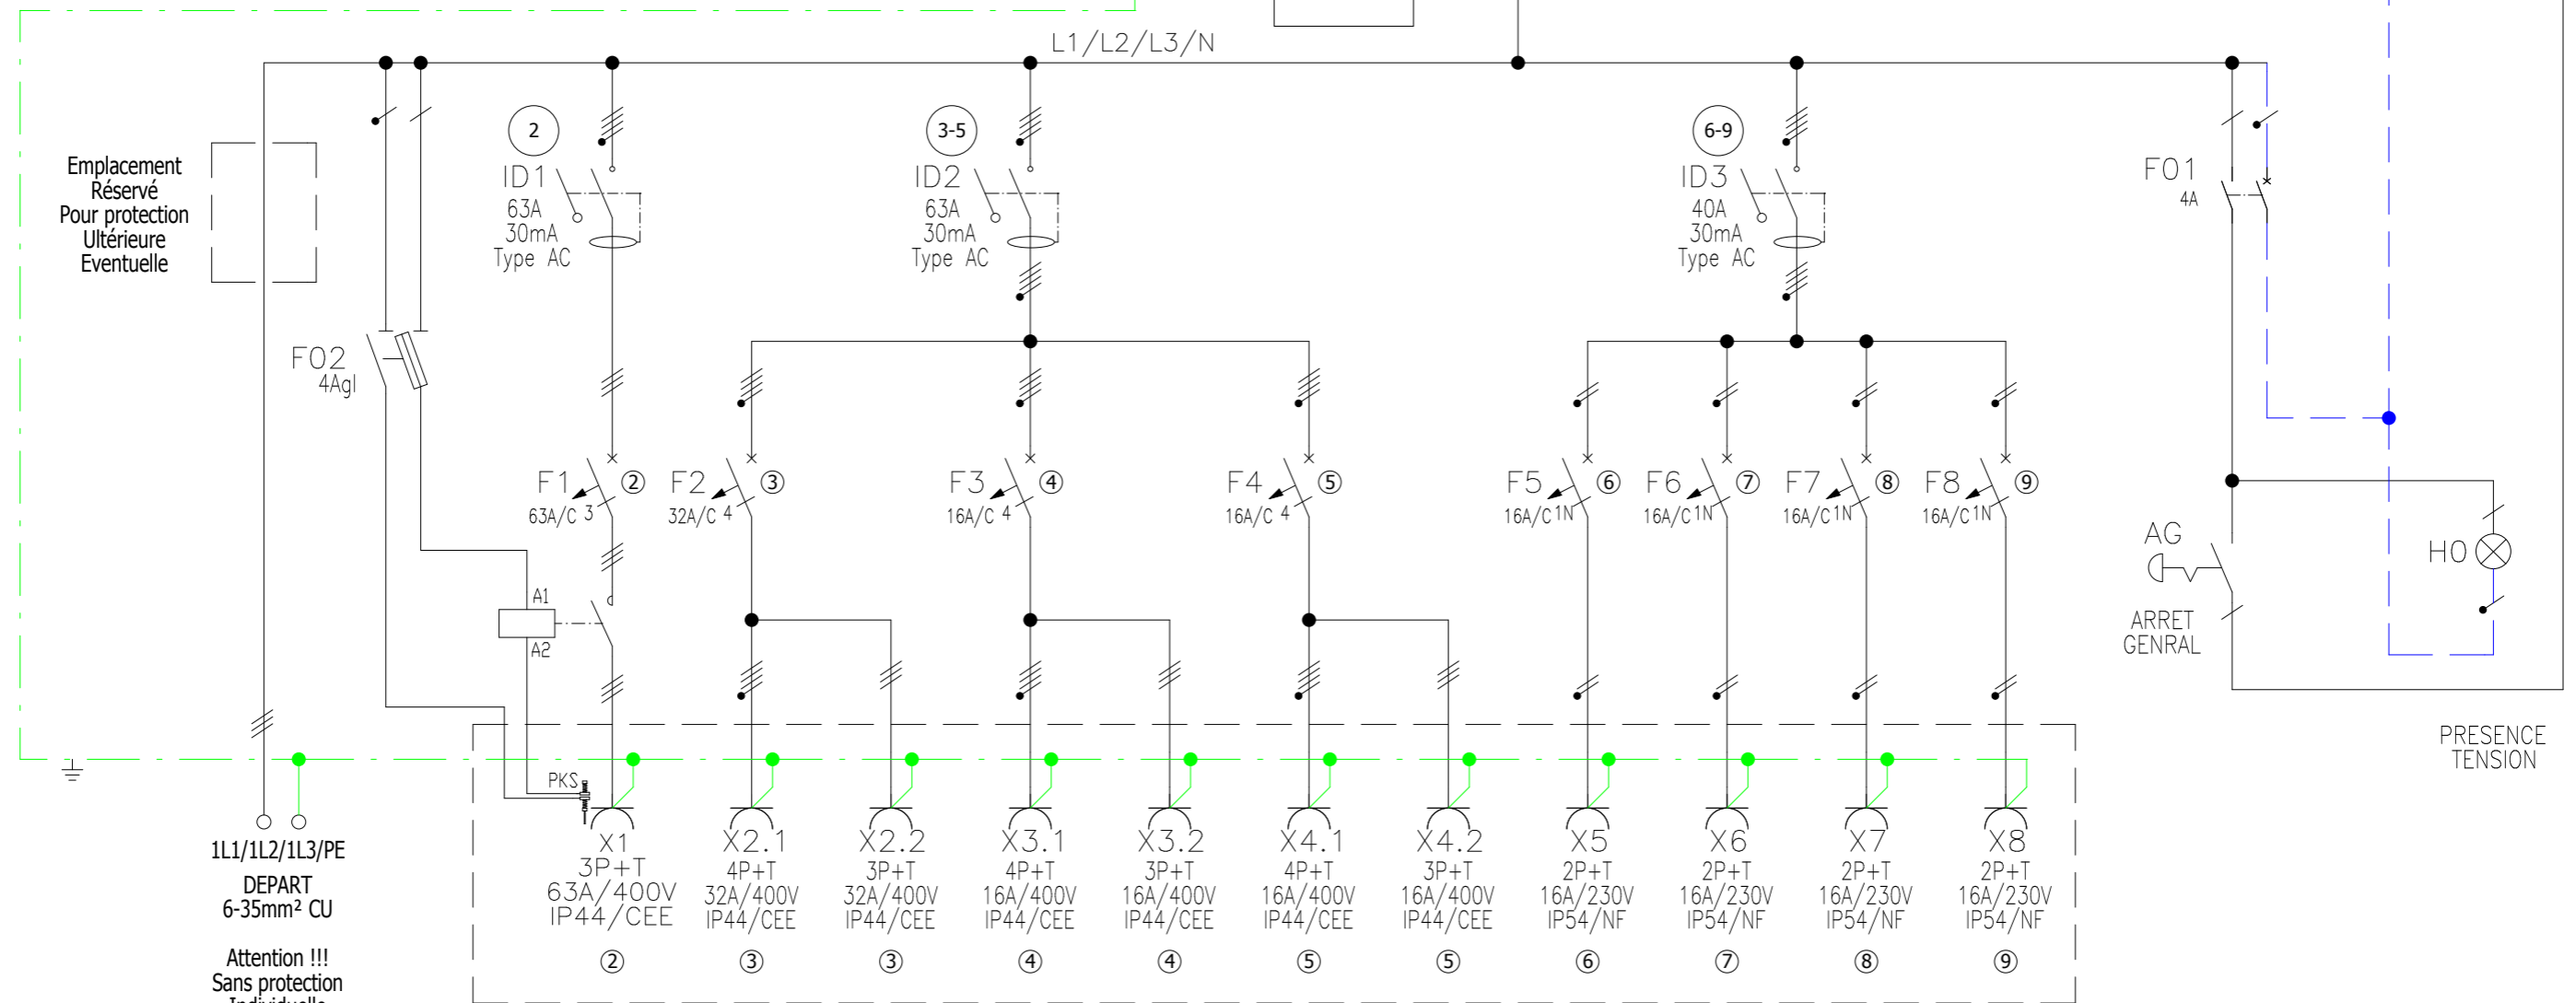 L1/L2/L3/N
Emplacement
Réservé
Pour protection
Ultérieure
Eventuelle
2
ID1
63A
30mA
Type AC
3-5
ID2
63A
30mA
Type AC
6-9
ID3
40A
30mA
Type AC
F01
4A
F02
4AgI
F1
63A/C 3
②
F2
32A/C 4
③
F3
16A/C 4
④
F4
16A/C 4
⑤
F5
16A/C 1N
⑥
F6
16A/C 1N
⑦
F7
16A/C 1N
⑧
F8
16A/C 1N
⑨
A1
A2
AG
ARRET
GENRAL
H0
PRESENCE
TENSION
PKS
1L1/1L2/1L3/PE
DEPART
6-35mm² CU
Attention !!!
Sans protection
Individuelle
X1
3P+T
63A/400V
IP44/CEE
②
X2.1
4P+T
32A/400V
IP44/CEE
③
X2.2
3P+T
32A/400V
IP44/CEE
③
X3.1
4P+T
16A/400V
IP44/CEE
④
X3.2
3P+T
16A/400V
IP44/CEE
④
X4.1
4P+T
16A/400V
IP44/CEE
⑤
X4.2
3P+T
16A/400V
IP44/CEE
⑤
X5
2P+T
16A/230V
IP54/NF
⑥
X6
2P+T
16A/230V
IP54/NF
⑦
X7
2P+T
16A/230V
IP54/NF
⑧
X8
2P+T
16A/230V
IP54/NF
⑨